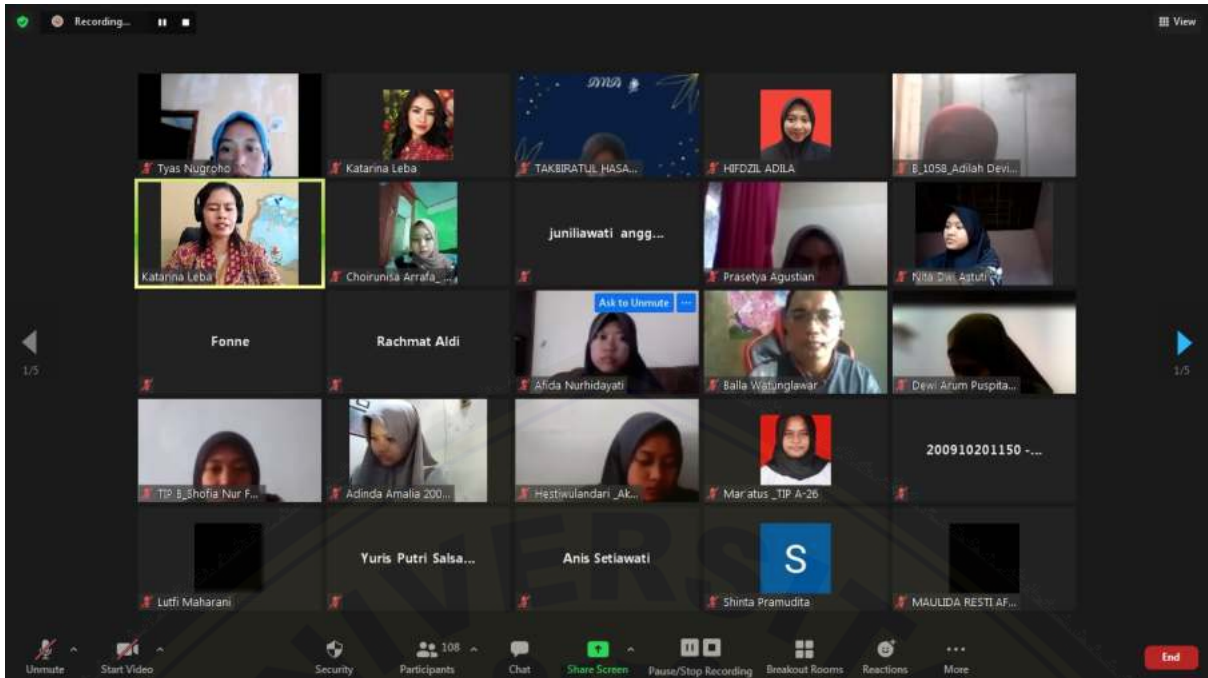 Recording...
View
DMD
Tyas Nugroho
Katarina Leba
TAKBIRATUL HASA...
HIFDZIL ADILA
B_1058_Adilah Devi...
Katarina Leba
Choirunisa Arrafa_ ...
juniliawati angg...
Prasetya Agustian
Nita Dwi Astuti
1/5
Fonne
Rachmat Aldi
Ask to Unmute ...
Afida Nurhidayati
Balla Watunglawar
Dewi Arum Puspita...
1/5
TIP B_Shofia Nur F...
Adinda Amalia 200...
Hestiwulandari _Ak...
Mar'atus _TIP A-26
200910201150 -...
Lutfi Maharani
Yuris Putri Salsa...
Anis Setiawati
S
Shinta Pramudita
MAULIDA RESTI AF...
UNIVERSIT
Unmute
Start Video
Security
108
Participants
Chat
Share Screen
Pause/Stop Recording
Breakout Rooms
Reactions
More
End